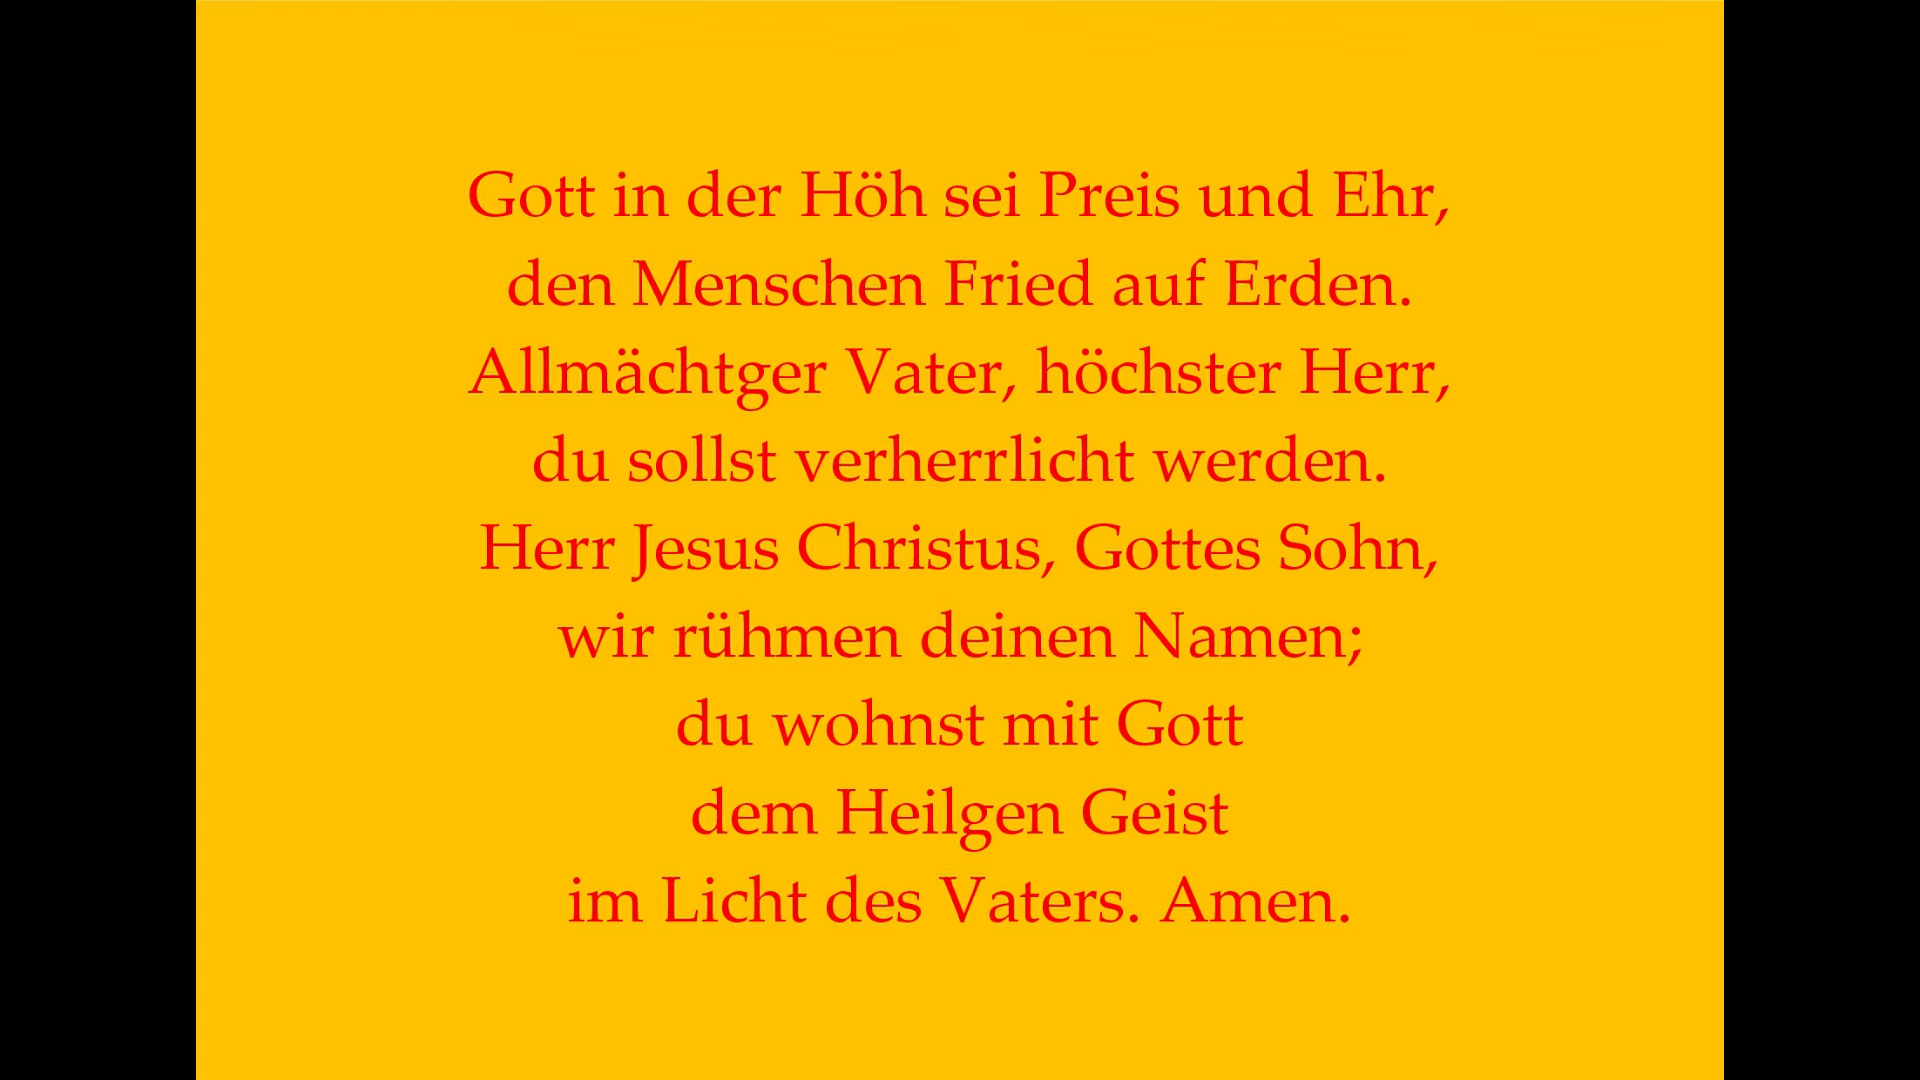 Gott in der Höh sei Preis und Ehr,
den Menschen Fried auf Erden.
Allmächtger Vater, höchster Herr,
du sollst verherrlicht werden.
Herr Jesus Christus, Gottes Sohn,
wir rühmen deinen Namen;
du wohnst mit Gott
dem Heilgen Geist
im Licht des Vaters. Amen.